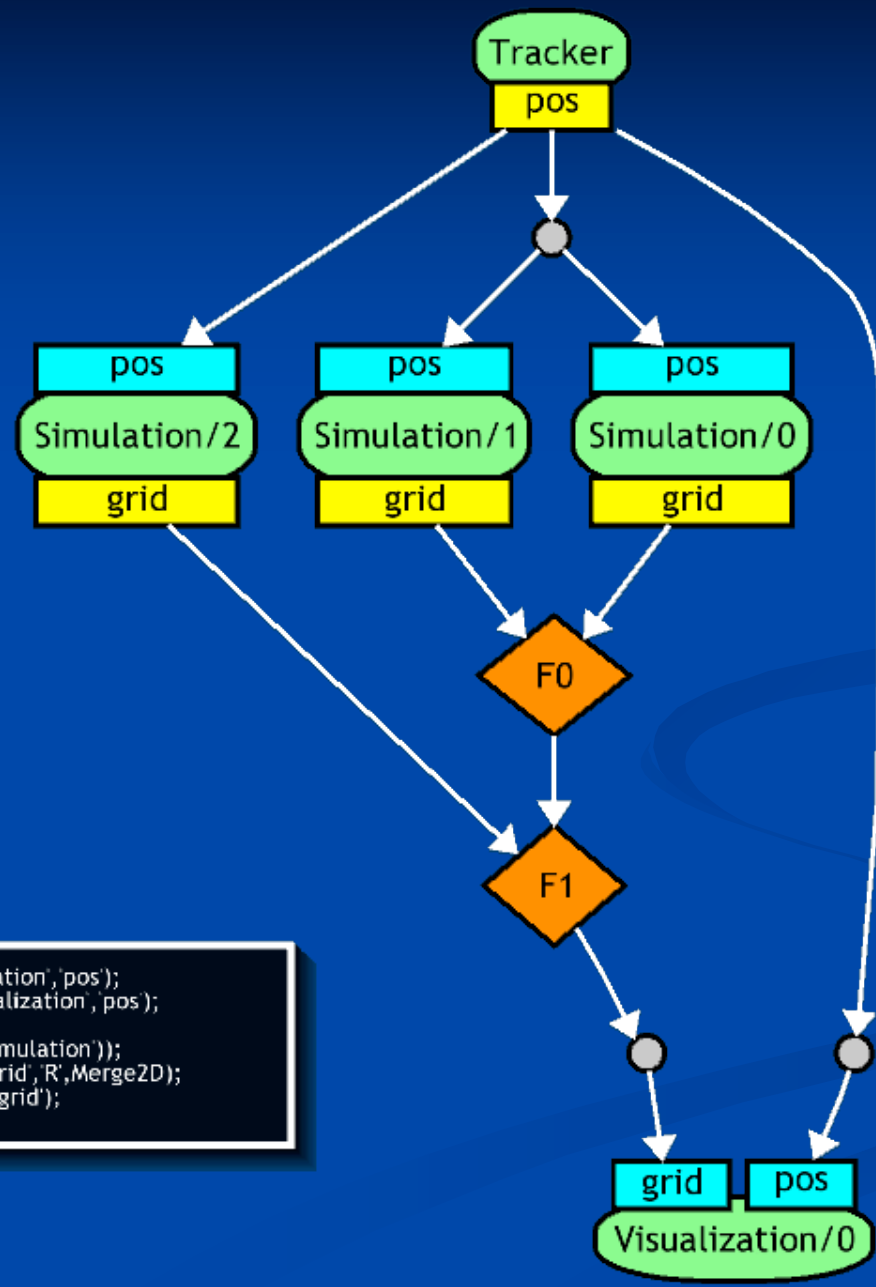 Tracker
pos
pos
pos
pos
Simulation/2
Simulation/1
Simulation/0
grid
grid
grid
F0
F1
ation','pos');
alization','pos');
mulation'));
rid','R',Merge2D);
grid');
grid
pos
Visualization/0